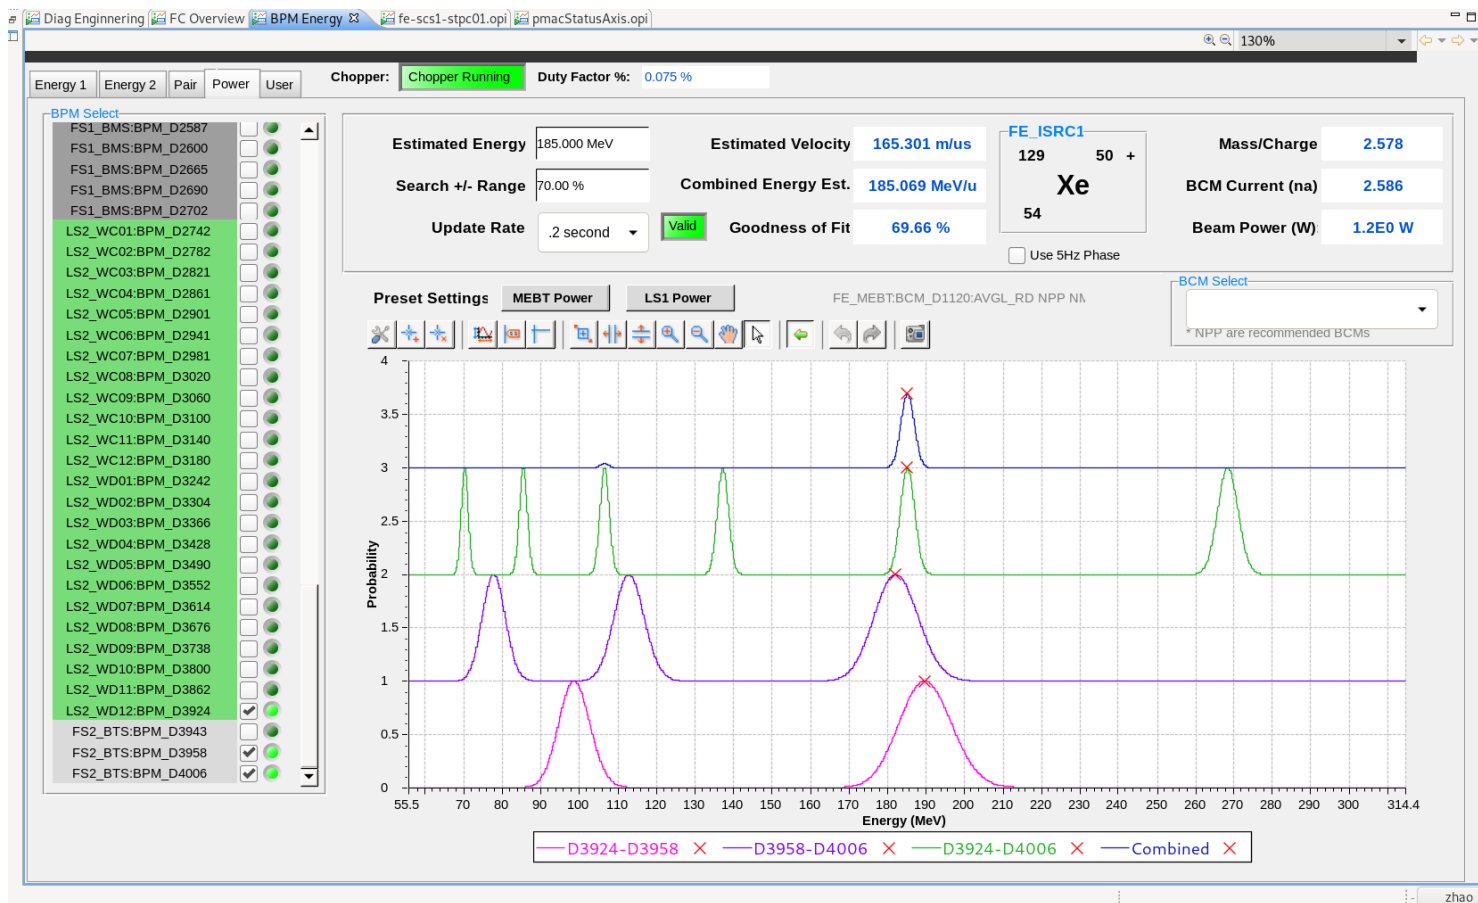 Diag Enginnering FC Overview BPM Energy fe-scs1-stpc01.opi pmacStatusAxis.opi
130%
Energy 1 Energy 2 Pair Power User Chopper: Chopper Running Duty Factor %: 0.075 %
BPM Select
FS1_BMS:BPM_D2587
FS1_BMS:BPM_D2600
FS1_BMS:BPM_D2665
FS1_BMS:BPM_D2690
FS1_BMS:BPM_D2702
LS2_WC01:BPM_D2742
LS2_WC02:BPM_D2782
LS2_WC03:BPM_D2821
LS2_WC04:BPM_D2861
LS2_WC05:BPM_D2901
LS2_WC06:BPM_D2941
LS2_WC07:BPM_D2981
LS2_WC08:BPM_D3020
LS2_WC09:BPM_D3060
LS2_WC10:BPM_D3100
LS2_WC11:BPM_D3140
LS2_WC12:BPM_D3180
LS2_WD01:BPM_D3242
LS2_WD02:BPM_D3304
LS2_WD03:BPM_D3366
LS2_WD04:BPM_D3428
LS2_WD05:BPM_D3490
LS2_WD06:BPM_D3552
LS2_WD07:BPM_D3614
LS2_WD08:BPM_D3676
LS2_WD09:BPM_D3738
LS2_WD10:BPM_D3800
LS2_WD11:BPM_D3862
LS2_WD12:BPM_D3924
FS2_BTS:BPM_D3943
FS2_BTS:BPM_D3958
FS2_BTS:BPM_D4006
Estimated Energy 185.000 MeV
Search +/- Range 70.00 %
Update Rate .2 second Valid
Estimated Velocity 165.301 m/us
Combined Energy Est. 185.069 MeV/u
Goodness of Fit 69.66 %
FE_ISRC1
129 50 +
Xe
54
Use 5Hz Phase
Mass/Charge 2.578
BCM Current (na) 2.586
Beam Power (W): 1.2E0 W
Preset Settings MEBT Power LS1 Power FE_MEBT:BCM_D1120:AVGL_RD NPP NM
BCM Select
* NPP are recommended BCMs
4
3.5
3
2.5
2
1.5
1
0.5
0
Probability
55.5 70 80 90 100 110 120 130 140 150 160 170 180 190 200 210 220 230 240 250 260 270 280 290 300 314.4
Energy (MeV)
D3924-D3958 D3958-D4006 D3924-D4006 Combined
zhao